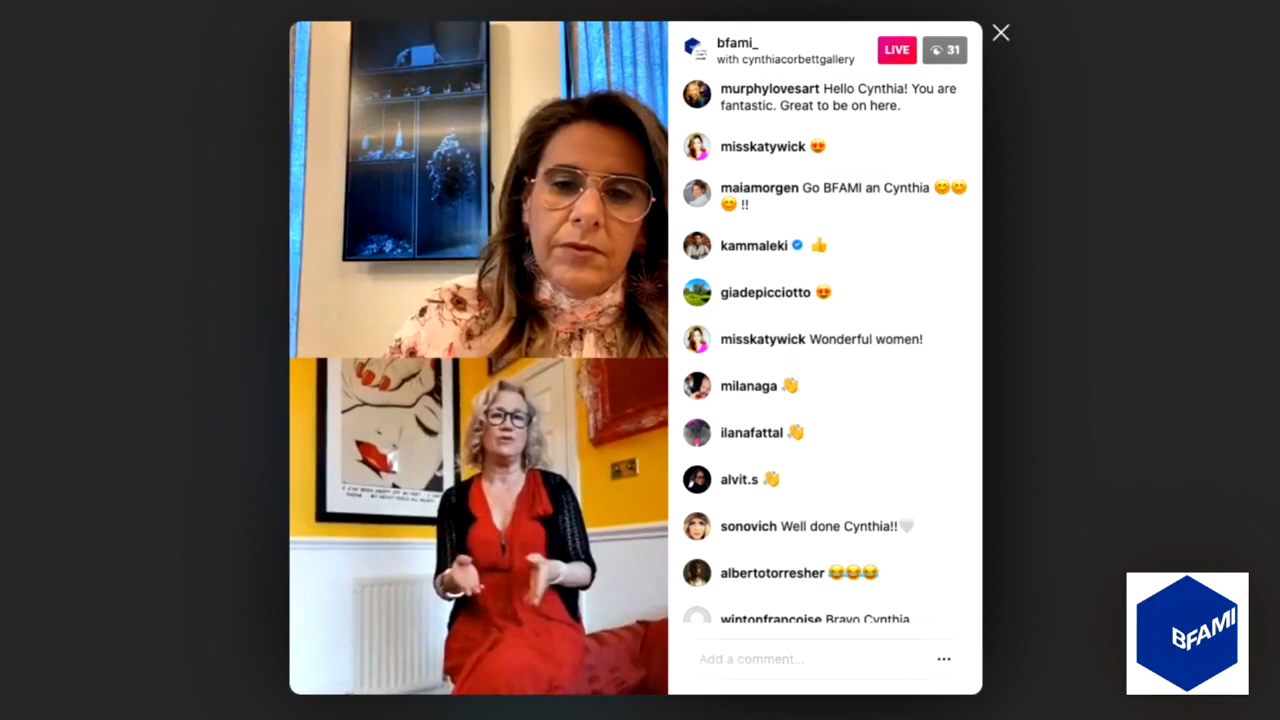 bfami_
with cynthiacorbettgallery
LIVE
31
murphylovesart Hello Cynthia! You are
fantastic. Great to be on here.
misskatywick 😍
maiamorgen Go BFAMI an Cynthia 😊😊
😊 !!
kammaleki 👍
giadepicciotto 😍
misskatywick Wonderful women!
milanaga 👋
ilanafattal 👋
alvit.s 👋
sonovich Well done Cynthia!!🤍
albertotorresher 😂😂😂
wintonfrancoise Bravo Cynthia
Add a comment...
BFAMI